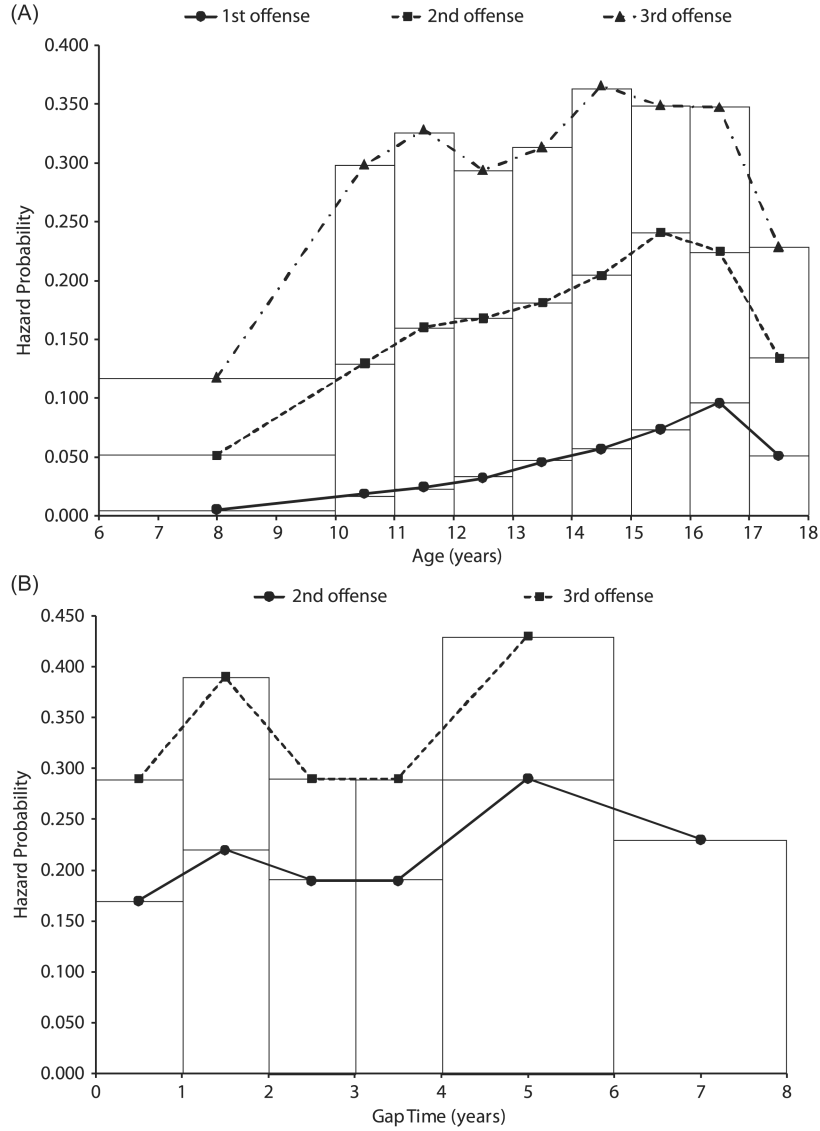 (A)
1st offense 2nd offense 3rd offense
0.400
0.350
0.300
0.250
0.200
0.150
0.100
0.050
0.000
Hazard Probability
6 7 8 9 10 11 12 13 14 15 16 17 18
Age (years)
(B)
2nd offense 3rd offense
0.450
0.400
0.350
0.300
0.250
0.200
0.150
0.100
0.050
0.000
Hazard Probability
0 1 2 3 4 5 6 7 8
Gap Time (years)